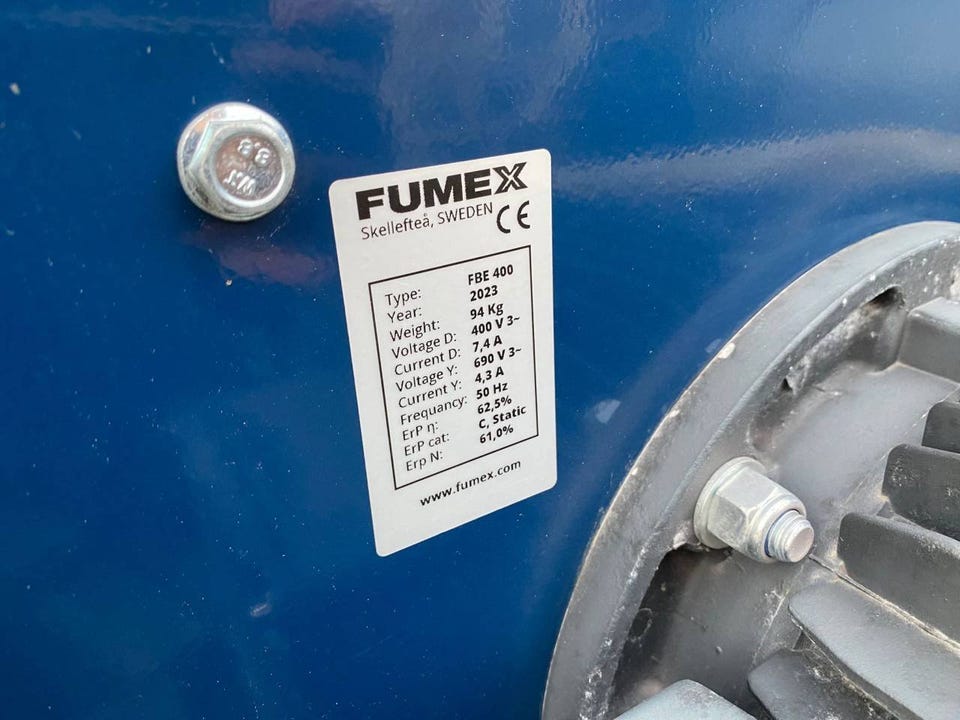 FUMEX
Skellefteå, SWEDEN CE
Type: FBE 400
Year: 2023
Weight: 94 Kg
Voltage D: 400 V 3~
Current D: 7,4 A
Voltage Y: 690 V 3~
Current Y: 4,3 A
Frequency: 50 Hz
ErP η: 62,5%
ErP cat: C, Static
Erp N: 61,0%
www.fumex.com